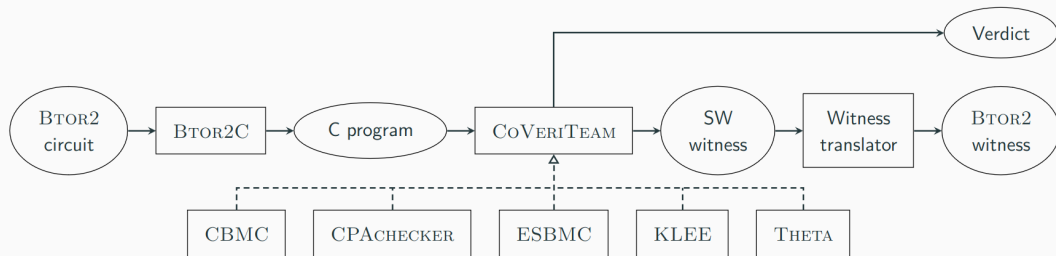 Verdict
BTOR2
circuit
BTOR2C
C program
COVERITEAM
SW
witness
Witness
translator
BTOR2
witness
CBMC
CPACHECKER
ESBMC
KLEE
THETA